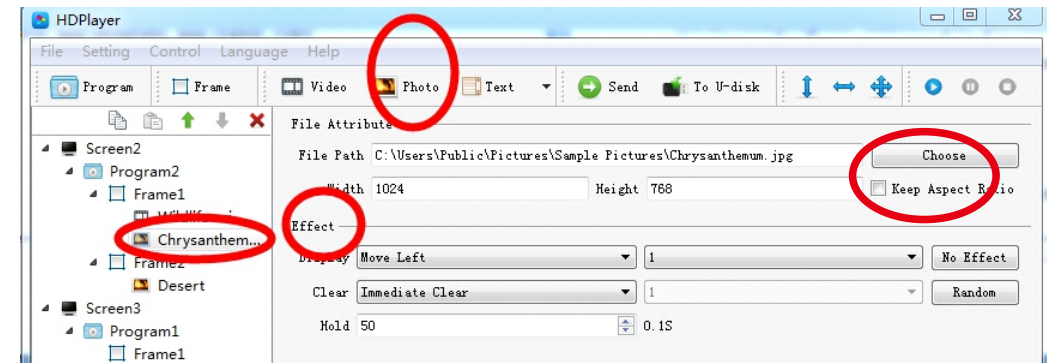 HDPlayer
File Setting Control Language Help
Program Frame Video Photo Text Send To U-disk
File Attribute
Screen2
File Path C:\Users\Public\Pictures\Sample Pictures\Chrysanthemum.jpg Choose
Program2
Width 1024 Height 768 Keep Aspect Ratio
Frame1
Effect
Chrysanthem...
Display Move Left 1 No Effect
Frame2
Desert
Clear Immediate Clear 1 Random
Screen3
Hold 50 0.1S
Program1
Frame1